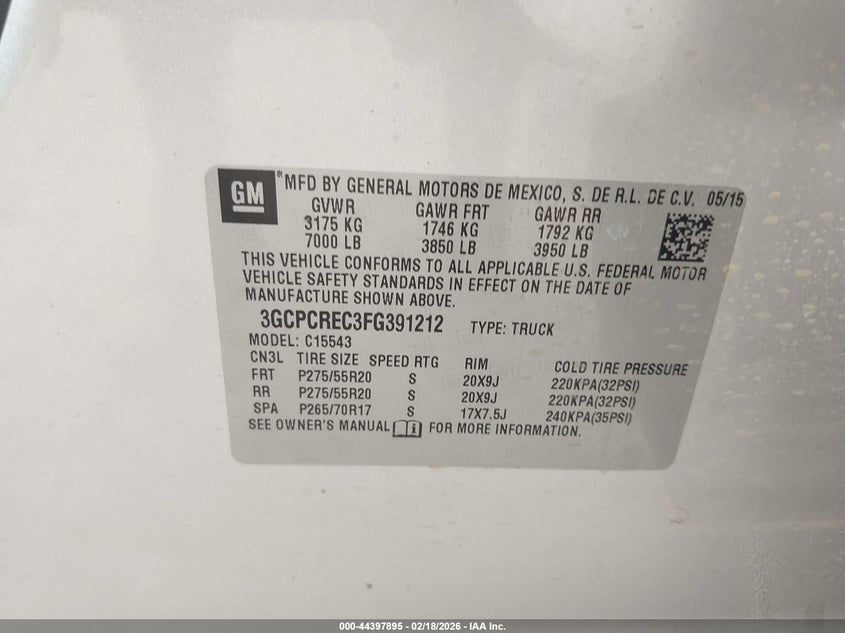 GM ® MFD BY GENERAL MOTORS DE MEXICO, S. DE R.L. DE C.V. 05/15
GVWR GAWR FRT GAWR RR
3175 KG 1746 KG 1792 KG
7000 LB 3850 LB 3950 LB
THIS VEHICLE CONFORMS TO ALL APPLICABLE U.S. FEDERAL MOTOR
VEHICLE SAFETY STANDARDS IN EFFECT ON THE DATE OF
MANUFACTURE SHOWN ABOVE.
3GCPCREC3FG391212 TYPE: TRUCK
MODEL: C15543
CN3L TIRE SIZE SPEED RTG RIM COLD TIRE PRESSURE
FRT P275/55R20 S 20X9J 220KPA(32PSI)
RR P275/55R20 S 20X9J 220KPA(32PSI)
SPA P265/70R17 S 17X7.5J 240KPA(35PSI)
SEE OWNER'S MANUAL FOR MORE INFORMATION.
000-44397895 - 02/18/2026 - IAA Inc.